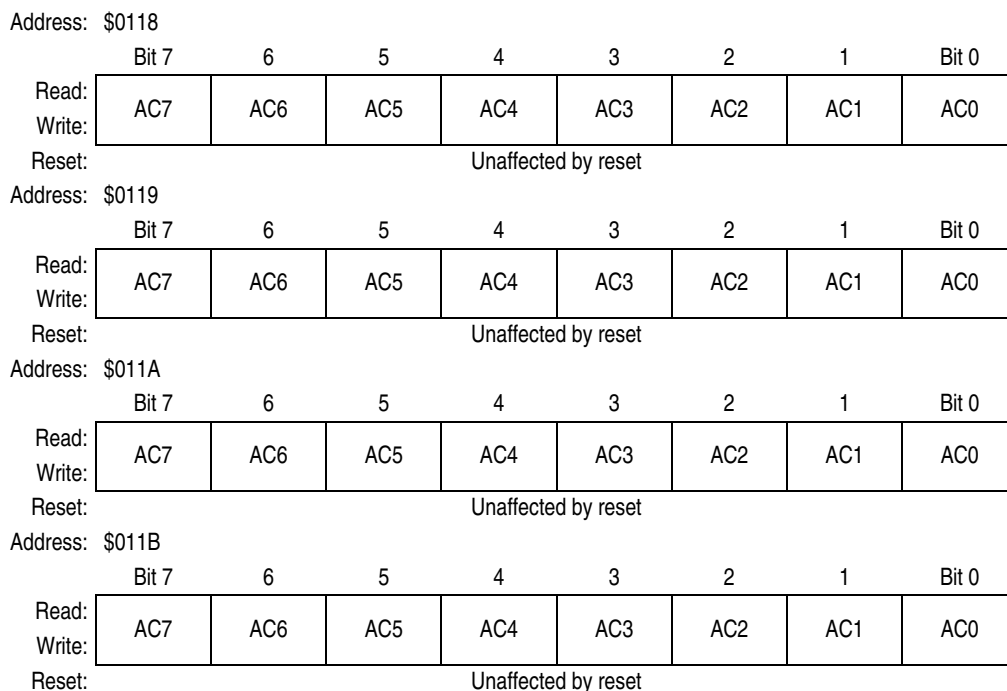 Address: $0118
Bit 7 6 5 4 3 2 1 Bit 0
Read:
AC7 AC6 AC5 AC4 AC3 AC2 AC1 AC0
Write:
Reset: Unaffected by reset
Address: $0119
Bit 7 6 5 4 3 2 1 Bit 0
Read:
AC7 AC6 AC5 AC4 AC3 AC2 AC1 AC0
Write:
Reset: Unaffected by reset
Address: $011A
Bit 7 6 5 4 3 2 1 Bit 0
Read:
AC7 AC6 AC5 AC4 AC3 AC2 AC1 AC0
Write:
Reset: Unaffected by reset
Address: $011B
Bit 7 6 5 4 3 2 1 Bit 0
Read:
AC7 AC6 AC5 AC4 AC3 AC2 AC1 AC0
Write:
Reset: Unaffected by reset